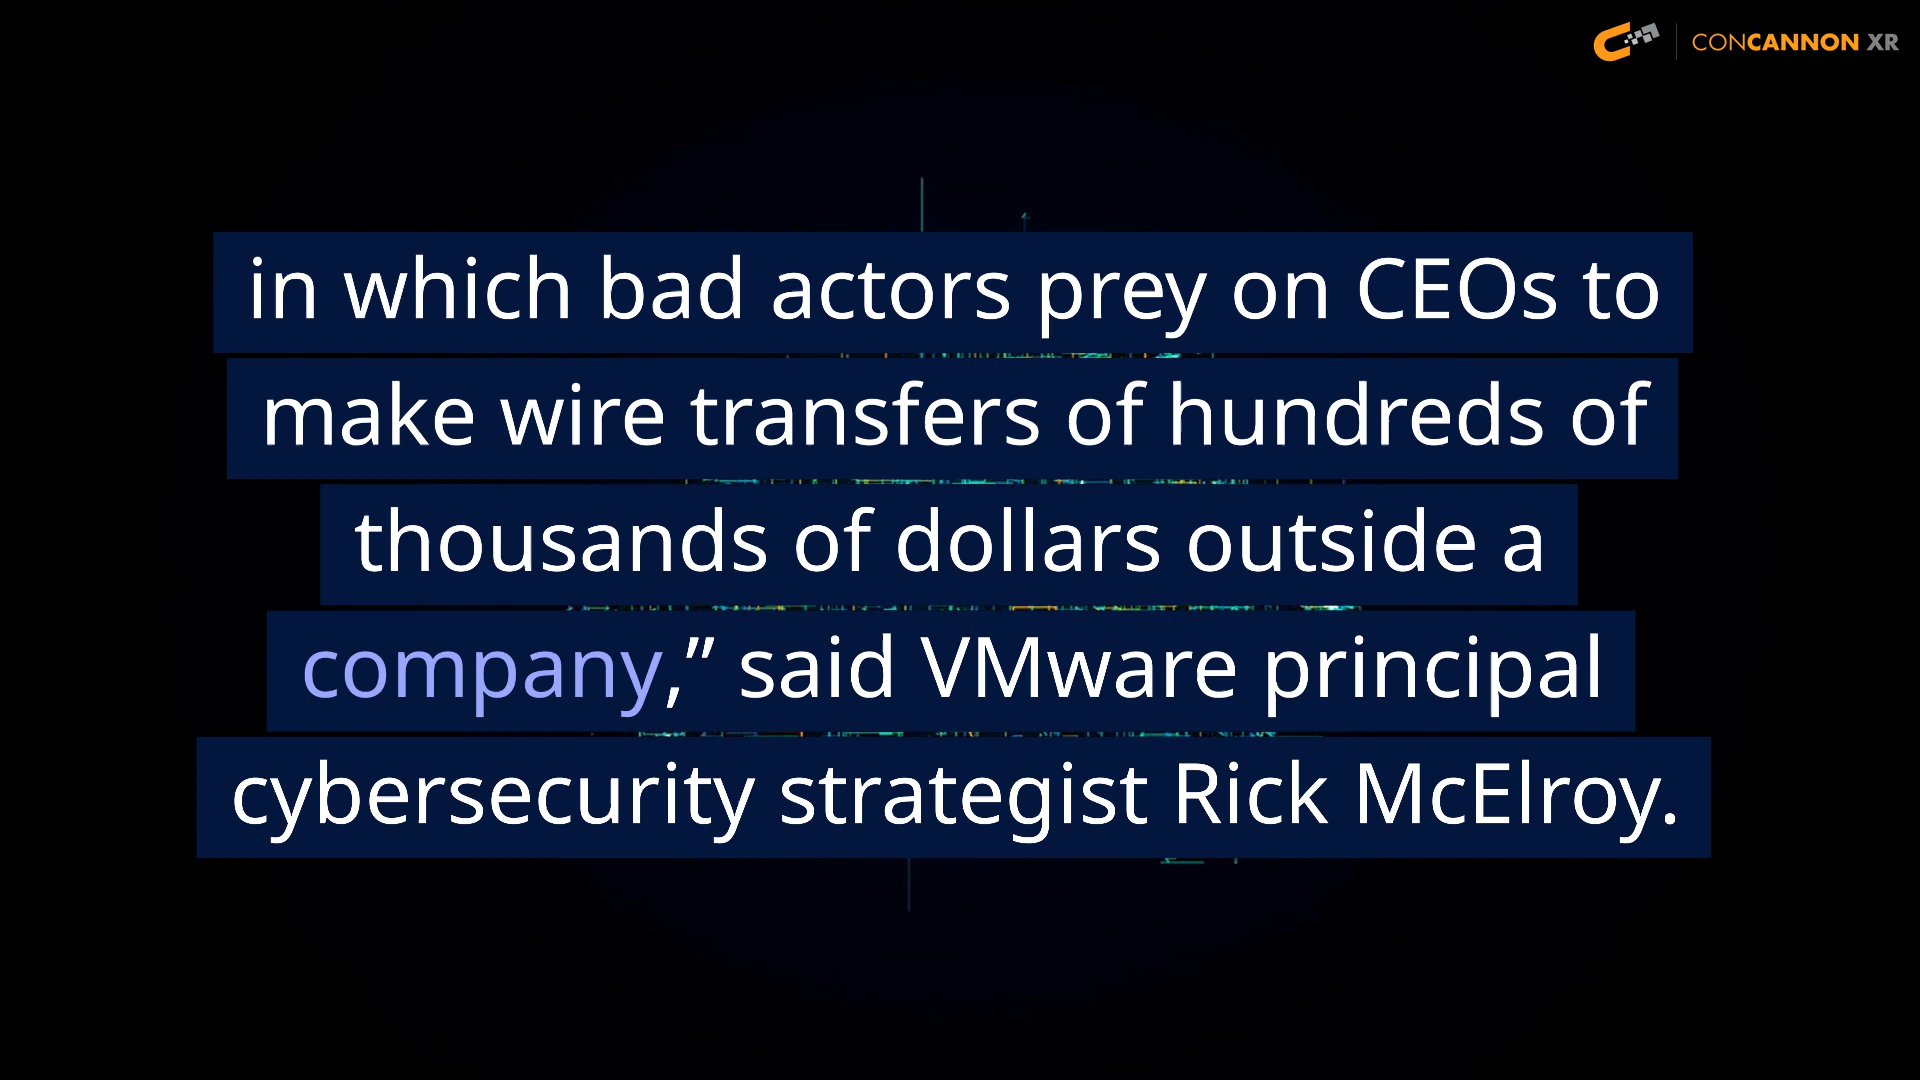 CONCANNON XR
in which bad actors prey on CEOs to
make wire transfers of hundreds of
thousands of dollars outside a
company,” said VMware principal
cybersecurity strategist Rick McElroy.